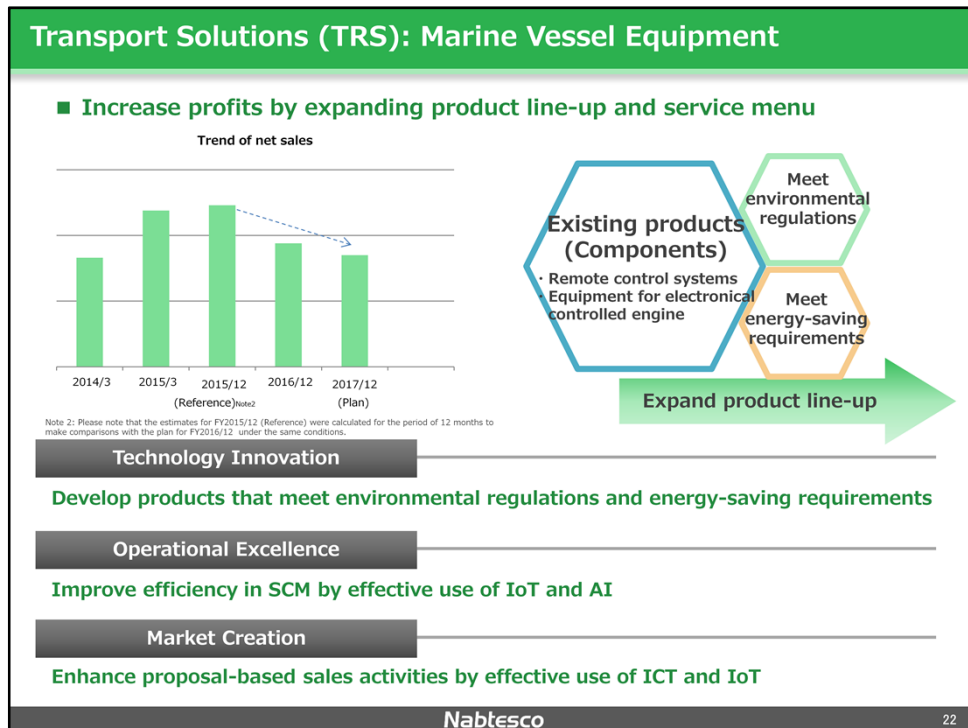 Transport Solutions (TRS): Marine Vessel Equipment
■ Increase profits by expanding product line-up and service menu
Trend of net sales
2014/3
2015/3
2015/12
2016/12
2017/12
(Reference)Note2
(Plan)
Note 2: Please note that the estimates for FY2015/12 (Reference) were calculated for the period of 12 months to
make comparisons with the plan for FY2016/12 under the same conditions.
Existing products
(Components)
・Remote control systems
・Equipment for electronical
controlled engine
Meet
environmental
regulations
Meet
energy-saving
requirements
Expand product line-up
Technology Innovation
Develop products that meet environmental regulations and energy-saving requirements
Operational Excellence
Improve efficiency in SCM by effective use of IoT and AI
Market Creation
Enhance proposal-based sales activities by effective use of ICT and IoT
Nabtesco
22